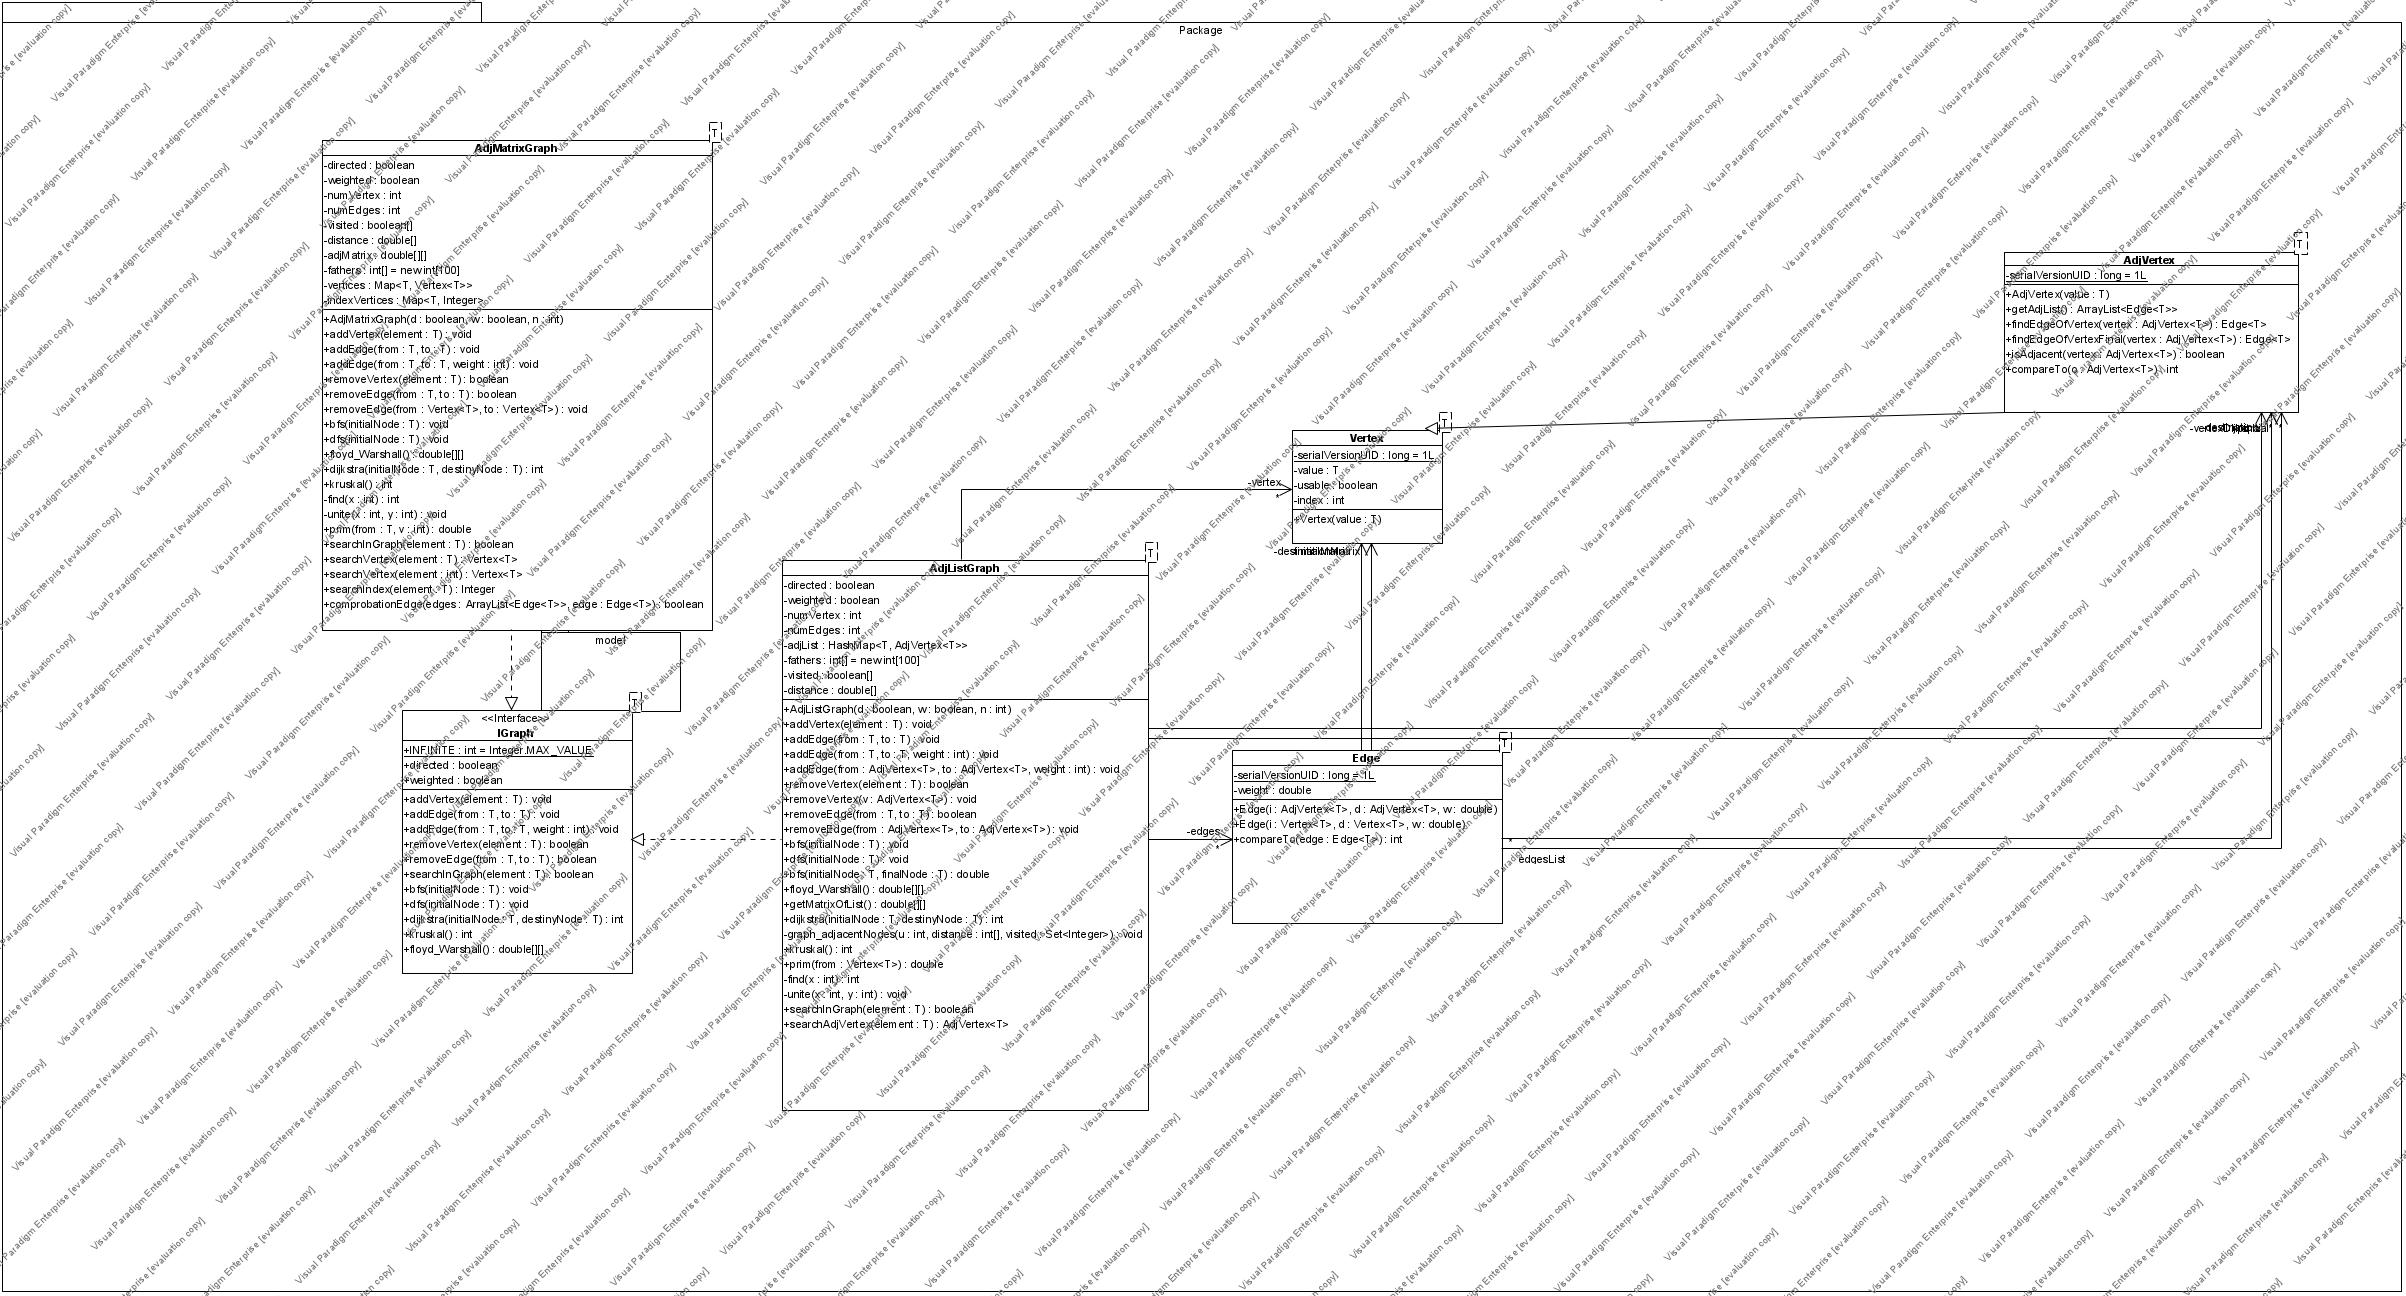 Package
T
AdjMatrixGraph
-directed : boolean
-weighted : boolean
-numVertex : int
-numEdges : int
-visited : boolean[]
-distance : double[]
-adjMatrix : double[][]
-fathers : int[] = new int[100]
-vertices : Map<T, Vertex<T>>
-indexVertices : Map<T, Integer>
+AdjMatrixGraph(d : boolean, w : boolean, n : int)
+addVertex(element : T) : void
+addEdge(from : T, to : T) : void
+addEdge(from : T, to : T, weight : int) : void
+removeVertex(element : T) : boolean
+removeEdge(from : T, to : T) : boolean
+removeEdge(from : Vertex<T>, to : Vertex<T>) : void
+bfs(initialNode : T) : void
+dfs(initialNode : T) : void
+floyd_Warshall() : double[][]
+dijkstra(initialNode : T, destinyNode : T) : int
+kruskal() : int
-find(x : int) : int
-unite(x : int, y : int) : void
+prim(from : T, v : int) : double
+searchInGraph(element : T) : boolean
+searchVertex(element : T) : Vertex<T>
+searchVertex(element : int) : Vertex<T>
+searchIndex(element : T) : Integer
+comprobationEdge(edges : ArrayList<Edge<T>>, edge : Edge<T>) : boolean
model
T
<<Interface>>
IGraph
+INFINITE : int = Integer.MAX_VALUE
+directed : boolean
+weighted : boolean
+addVertex(element : T) : void
+addEdge(from : T, to : T) : void
+addEdge(from : T, to : T, weight : int) : void
+removeVertex(element : T) : boolean
+removeEdge(from : T, to : T) : boolean
+searchInGraph(element : T) : boolean
+bfs(initialNode : T) : void
+dfs(initialNode : T) : void
+dijkstra(initialNode : T, destinyNode : T) : int
+kruskal() : int
+floyd_Warshall() : double[][]
T
AdjListGraph
-directed : boolean
-weighted : boolean
-numVertex : int
-numEdges : int
-adjList : HashMap<T, AdjVertex<T>>
-fathers : int[] = new int[100]
-visited : boolean[]
-distance : double[]
+AdjListGraph(d : boolean, w : boolean, n : int)
+addVertex(element : T) : void
+addEdge(from : T, to : T) : void
+addEdge(from : T, to : T, weight : int) : void
+addEdge(from : AdjVertex<T>, to : AdjVertex<T>, weight : int) : void
+removeVertex(element : T) : boolean
+removeVertex(v : AdjVertex<T>) : void
+removeEdge(from : T, to : T) : boolean
+removeEdge(from : AdjVertex<T>, to : AdjVertex<T>) : void
+bfs(initialNode : T) : void
+dfs(initialNode : T) : void
+bfs(initialNode : T, finalNode : T) : double
+floyd_Warshall() : double[][]
+getMatrixOfList() : double[][]
+dijkstra(initialNode : T, destinyNode : T) : int
-graph_adjacentNodes(u : int, distance : int[], visited : Set<Integer>) : void
+kruskal() : int
+prim(from : Vertex<T>) : double
-find(x : int) : int
-unite(x : int, y : int) : void
+searchInGraph(element : T) : boolean
+searchAdjVertex(element : T) : AdjVertex<T>
-vertex
*
T
Vertex
-serialVersionUID : long = 1L
-value : T
-usable : boolean
-index : int
+Vertex(value : T)
-edges
*
T
Edge
-serialVersionUID : long = 1L
-weight : double
+Edge(i : AdjVertex<T>, d : AdjVertex<T>, w : double)
+Edge(i : Vertex<T>, d : Vertex<T>, w : double)
+compareTo(edge : Edge<T>) : int
*
edgesList
T
AdjVertex
-serialVersionUID : long = 1L
+AdjVertex(value : T)
+getAdjList() : ArrayList<Edge<T>>
+findEdgeOfVertex(vertex : AdjVertex<T>) : Edge<T>
+findEdgeOfVertexFinal(vertex : AdjVertex<T>) : Edge<T>
+isAdjacent(vertex : AdjVertex<T>) : boolean
+compareTo(o : AdjVertex<T>) : int
Visual Paradigm Enterprise [evaluation copy]